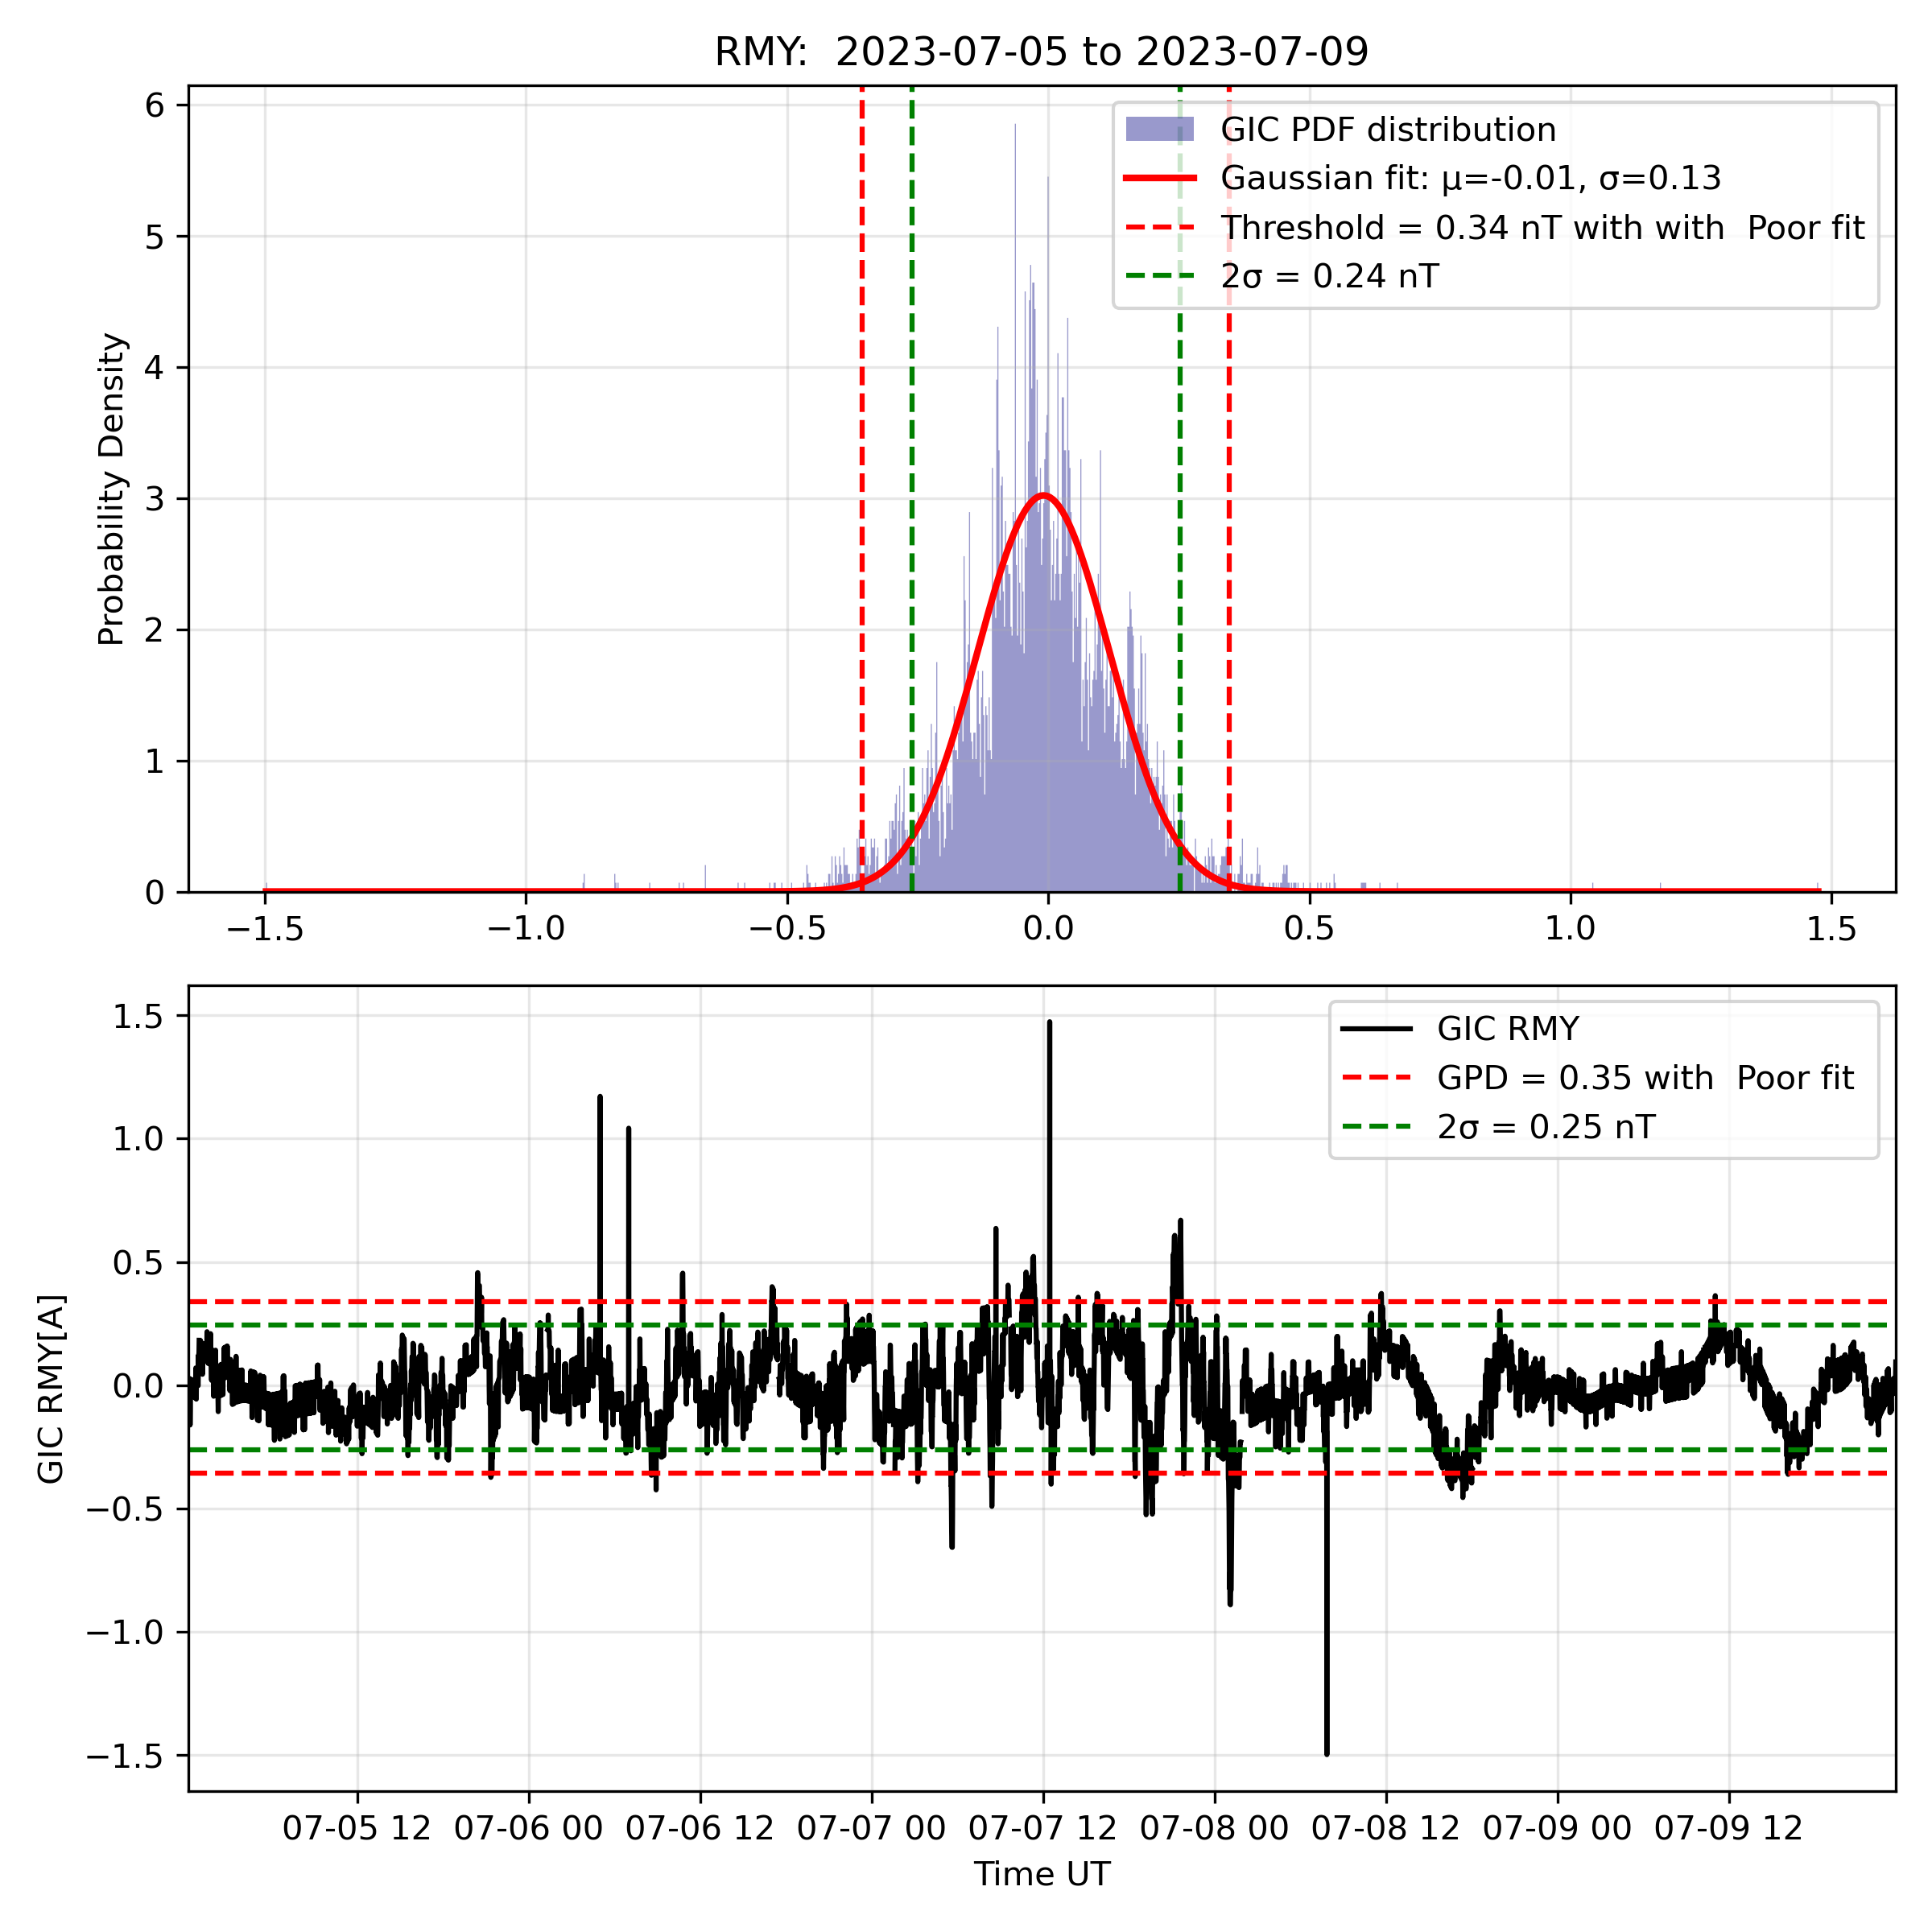 RMY:  2023-07-05 to 2023-07-09
6
5
4
3
2
1
0
Probability Density
GIC PDF distribution
Gaussian fit: μ=-0.01, σ=0.13
Threshold = 0.34 nT with with  Poor fit
2σ = 0.24 nT
−1.5 −1.0 −0.5 0.0 0.5 1.0 1.5
1.5
1.0
0.5
0.0
−0.5
−1.0
−1.5
GIC RMY[A]
GIC RMY
GPD = 0.35 with  Poor fit
2σ = 0.25 nT
07-05 12 07-06 00 07-06 12 07-07 00 07-07 12 07-08 00 07-08 12 07-09 00 07-09 12
Time UT